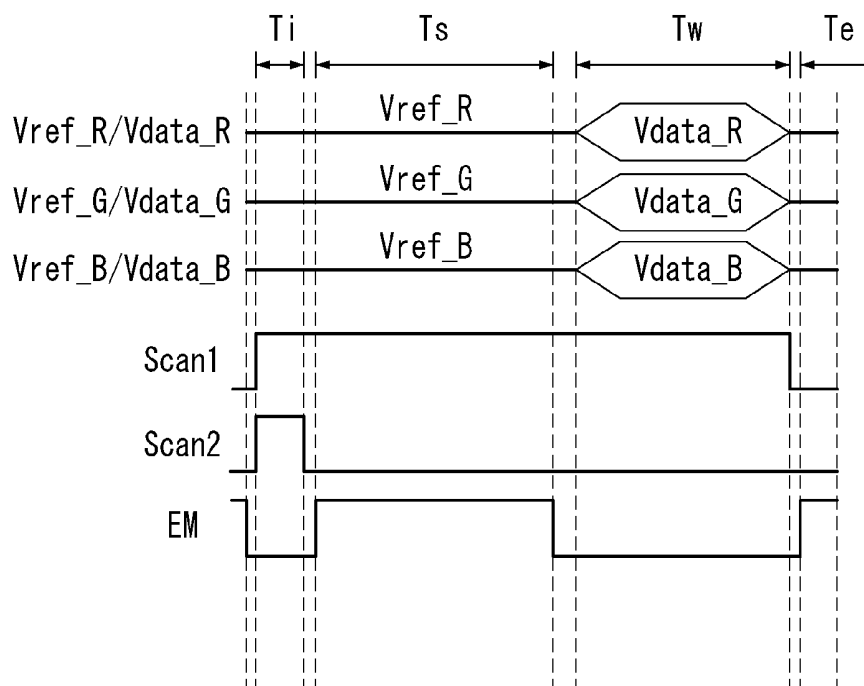 Ti Ts Tw Te
Vref_R
Vref_R/Vdata_R Vdata_R
Vref_G
Vref_G/Vdata_G Vdata_G
Vref_B
Vref_B/Vdata_B Vdata_B
Scan1
Scan2
EM